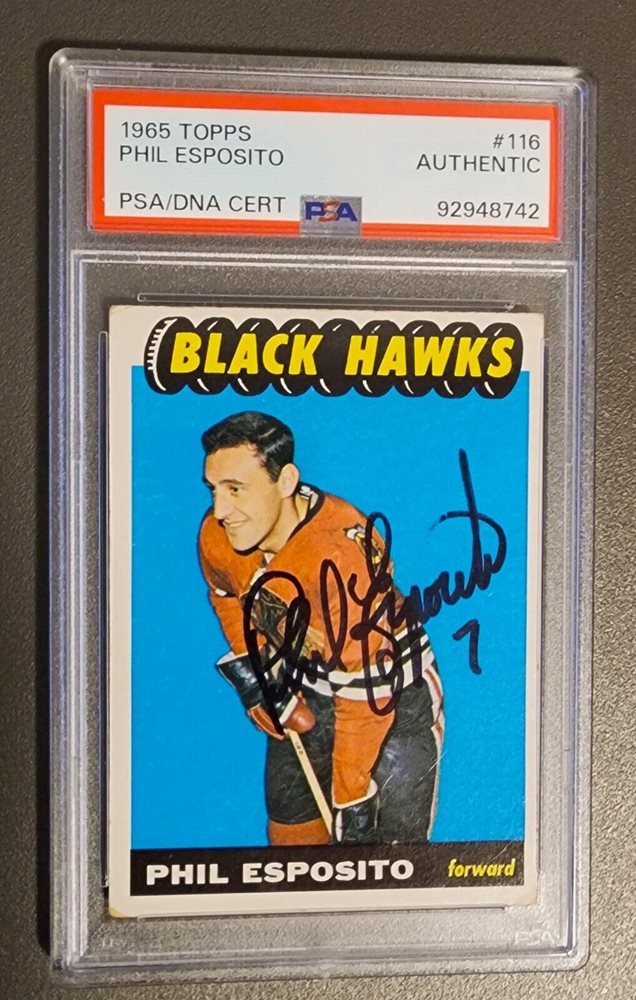 1965 TOPPS #116
PHIL ESPOSITO AUTHENTIC
PSA/DNA CERT PSA 92948742
BLACK HAWKS
Phil Esposito
7
PHIL ESPOSITO forward
PSA